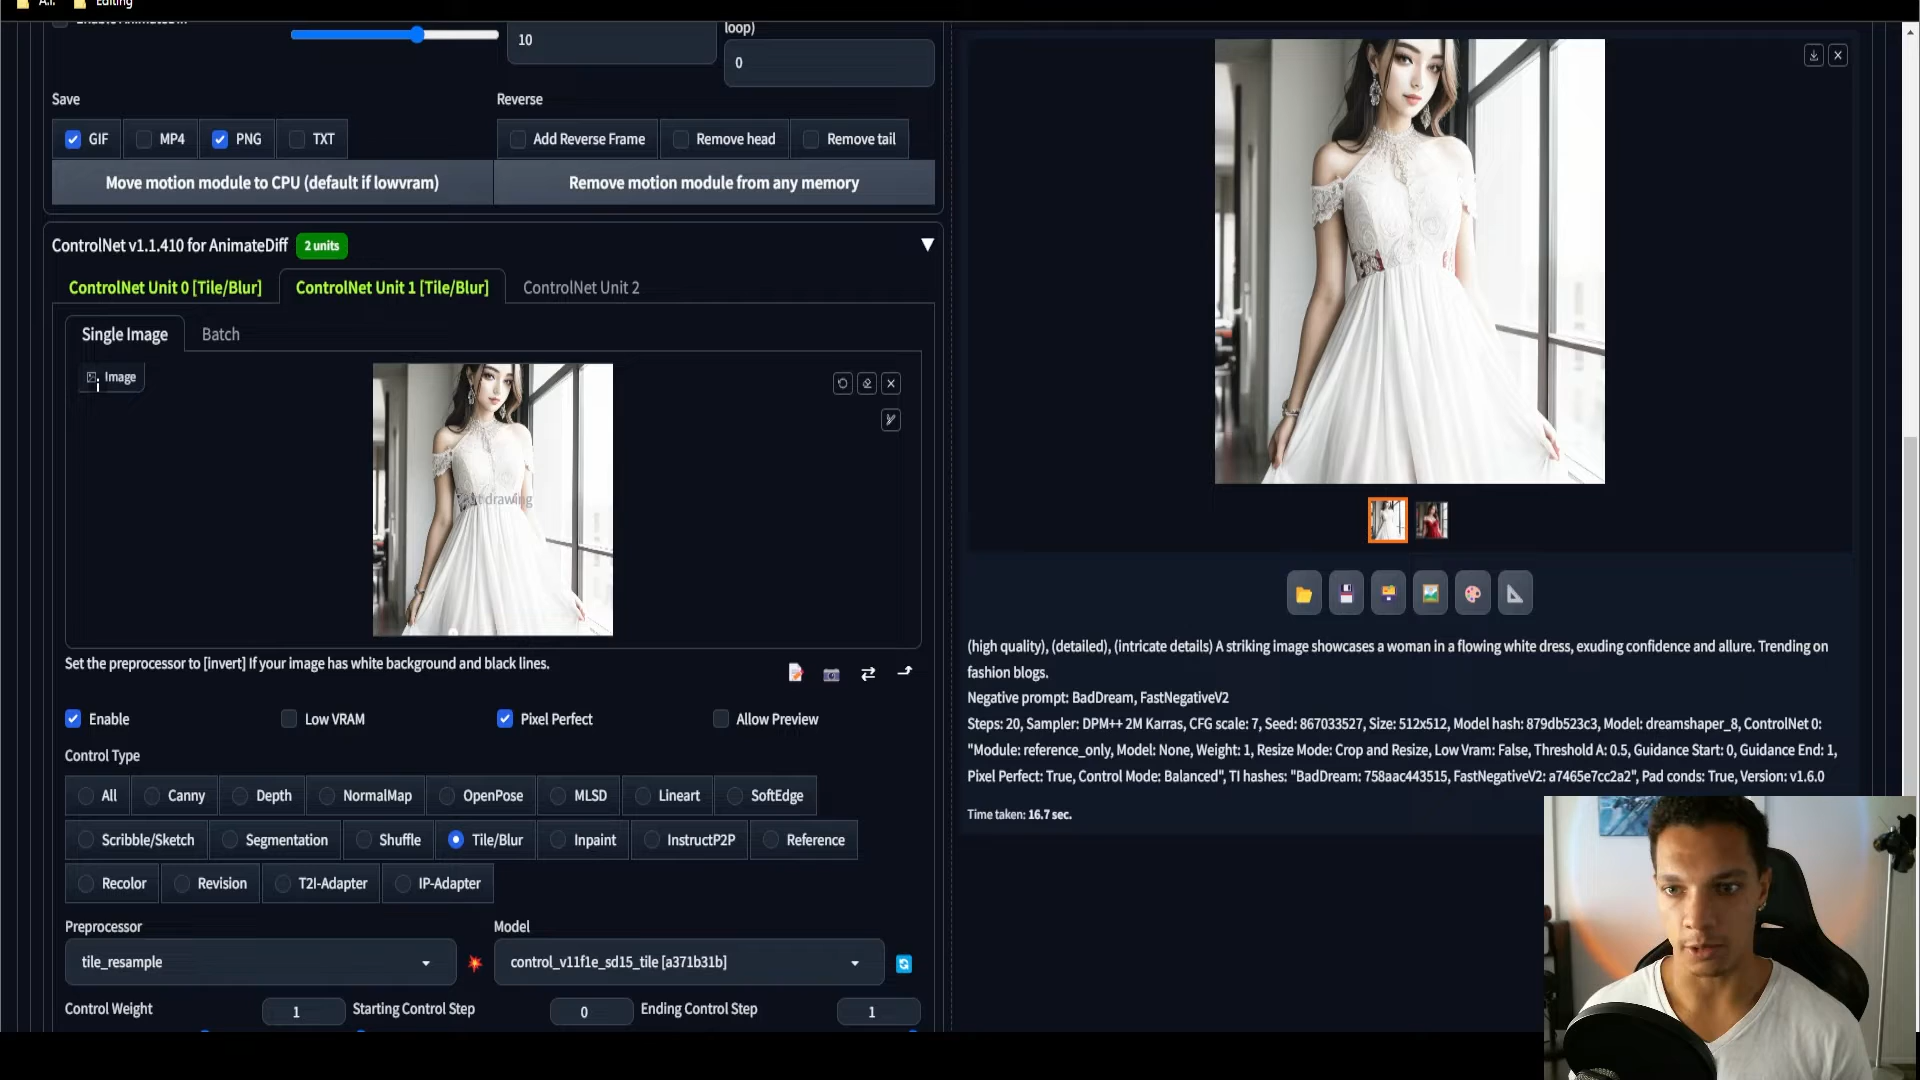 A.I.
Editing
10
loop)
0
Save
Reverse
GIF
MP4
PNG
TXT
Add Reverse Frame
Remove head
Remove tail
Move motion module to CPU (default if lowvram)
Remove motion module from any memory
ControlNet v1.1.410 for AnimateDiff
2 units
▼
ControlNet Unit 0 [Tile/Blur]
ControlNet Unit 1 [Tile/Blur]
ControlNet Unit 2
Single Image
Batch
Image
drawing
Set the preprocessor to [invert] If your image has white background and black lines.
Enable
Low VRAM
Pixel Perfect
Allow Preview
Control Type
All
Canny
Depth
NormalMap
OpenPose
MLSD
Lineart
SoftEdge
Scribble/Sketch
Segmentation
Shuffle
Tile/Blur
Inpaint
InstructP2P
Reference
Recolor
Revision
T2I-Adapter
IP-Adapter
Preprocessor
Model
tile_resample
control_v11f1e_sd15_tile [a371b31b]
Control Weight
1
Starting Control Step
0
Ending Control Step
1
(high quality), (detailed), (intricate details) A striking image showcases a woman in a flowing white dress, exuding confidence and allure. Trending on
fashion blogs.
Negative prompt: BadDream, FastNegativeV2
Steps: 20, Sampler: DPM++ 2M Karras, CFG scale: 7, Seed: 867033527, Size: 512x512, Model hash: 879db523c3, Model: dreamshaper_8, ControlNet 0:
"Module: reference_only, Model: None, Weight: 1, Resize Mode: Crop and Resize, Low Vram: False, Threshold A: 0.5, Guidance Start: 0, Guidance End: 1,
Pixel Perfect: True, Control Mode: Balanced", TI hashes: "BadDream: 758aac443515, FastNegativeV2: a7465e7cc2a2", Pad conds: True, Version: v1.6.0
Time taken: 16.7 sec.